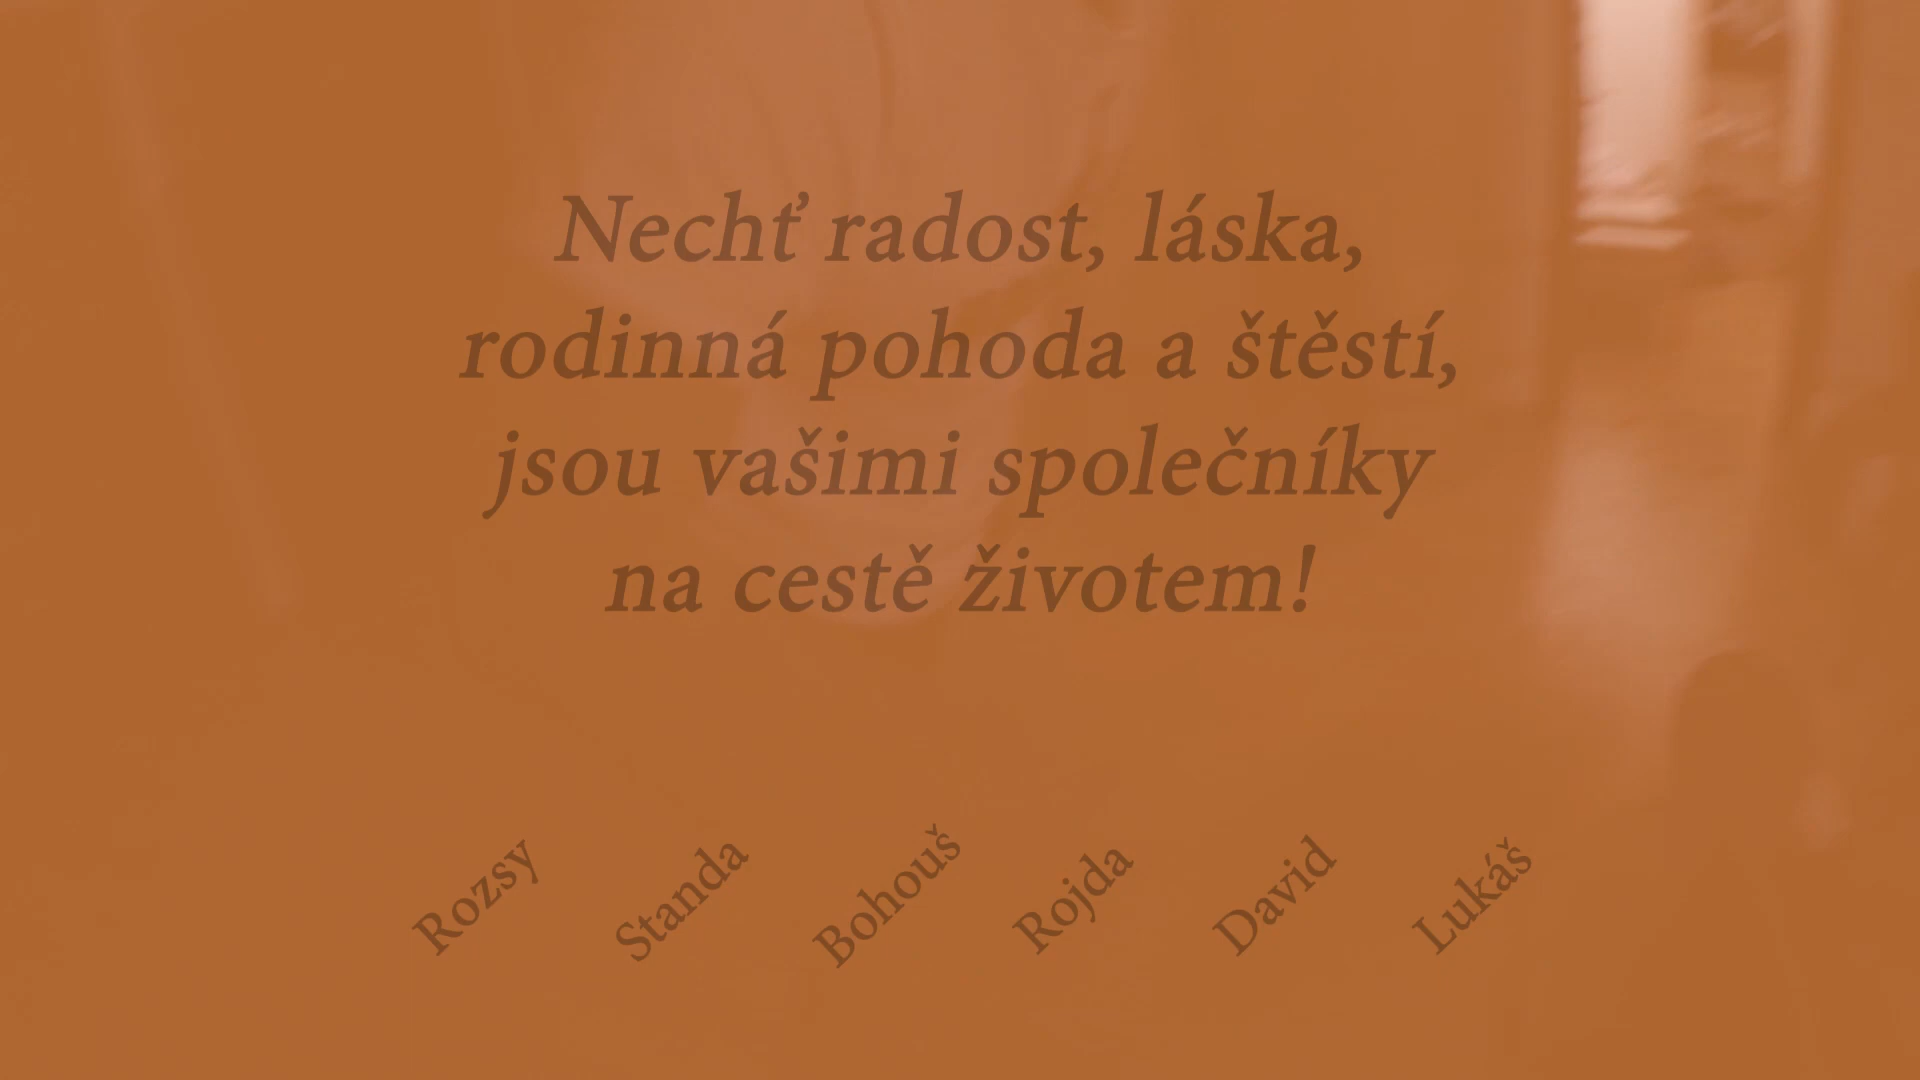 Nechť radost, láska,
rodinná pohoda a štěstí,
jsou vašimi společníky
na cestě životem!
Rozsy
Standa
Bohouš
Rojda
David
Lukáš